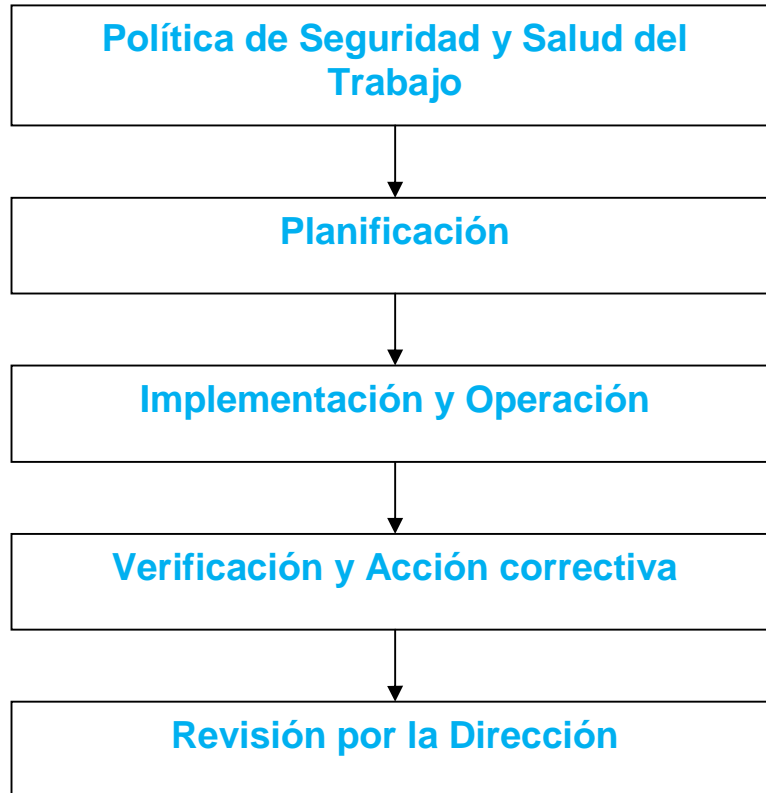 Política de Seguridad y Salud del
Trabajo
Planificación
Implementación y Operación
Verificación y Acción correctiva
Revisión por la Dirección